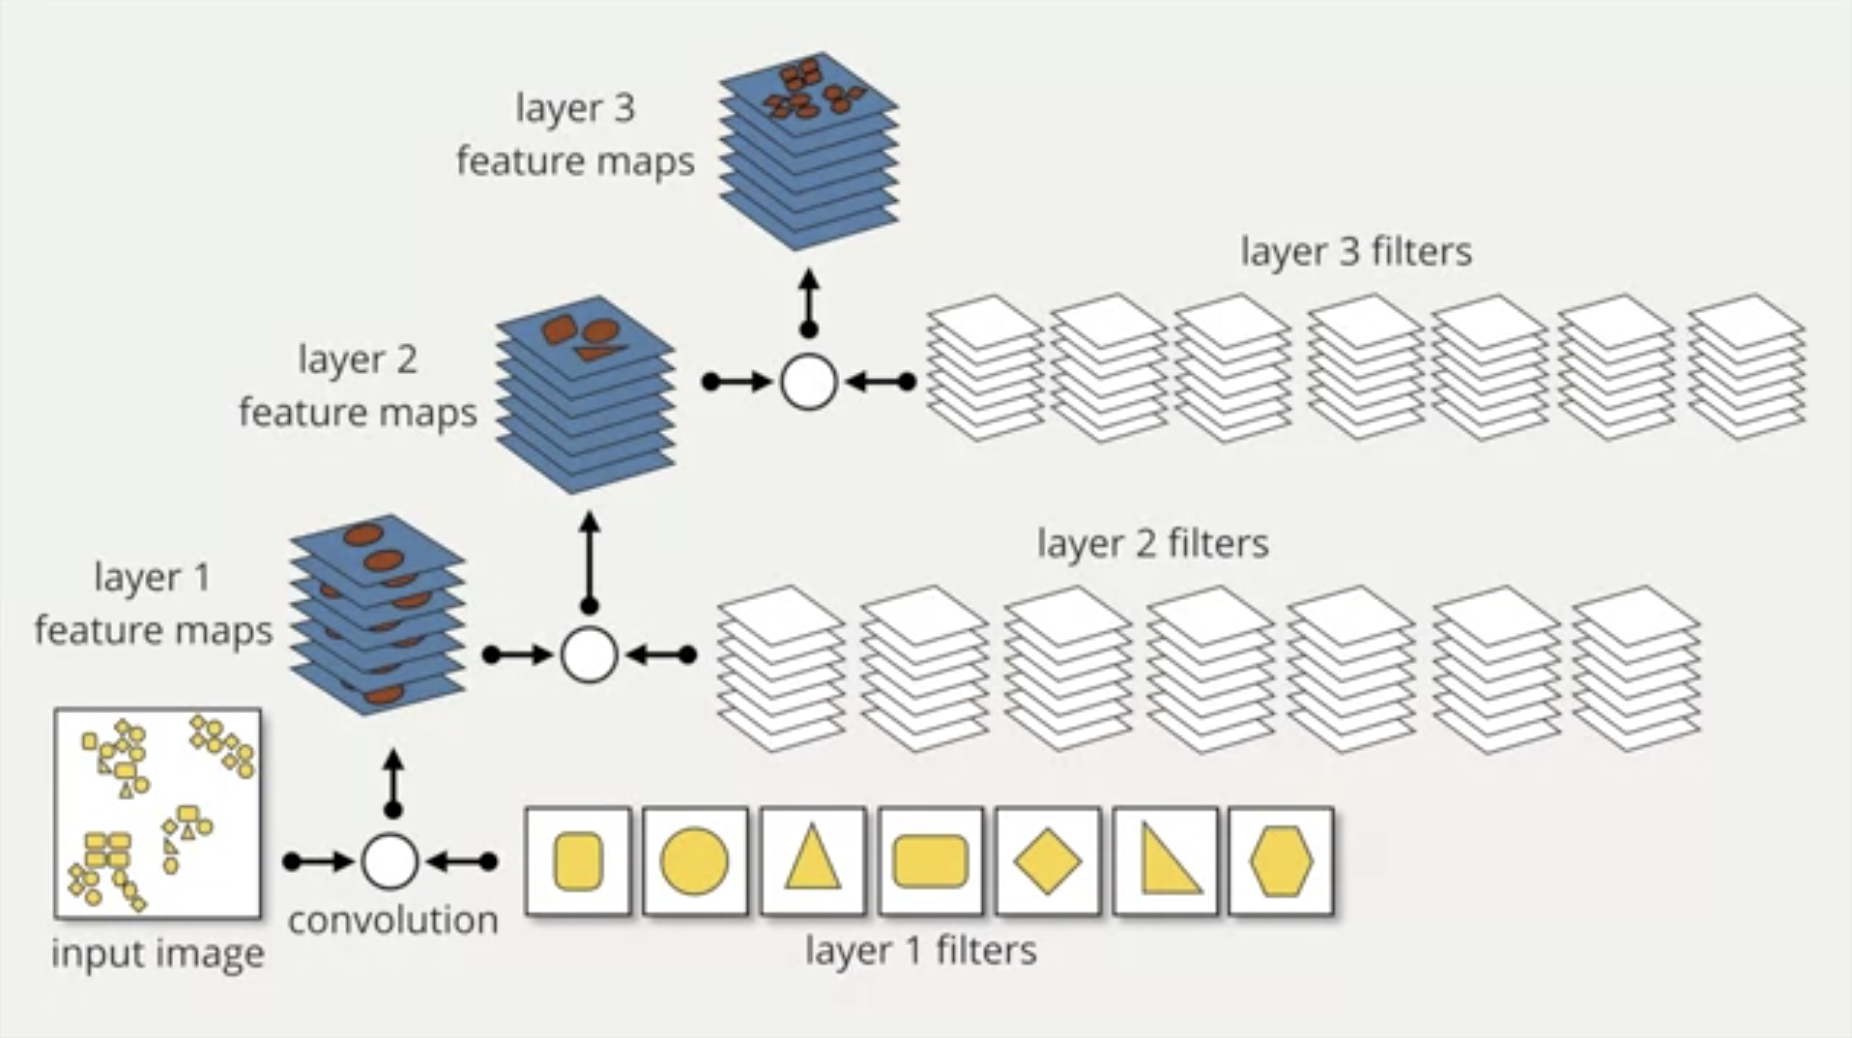 layer 3
feature maps
layer 3 filters
layer 2
feature maps
layer 2 filters
layer 1
feature maps
convolution
input image
layer 1 filters